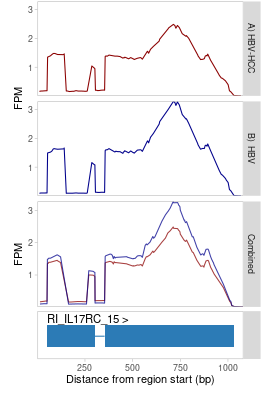 3
2
1
A) HBV-HCC
FPM
3
2
1
B) HBV
3
2
1
FPM
Combined
RI_IL17RC_15 >
0
250
500
750
1000
Distance from region start (bp)